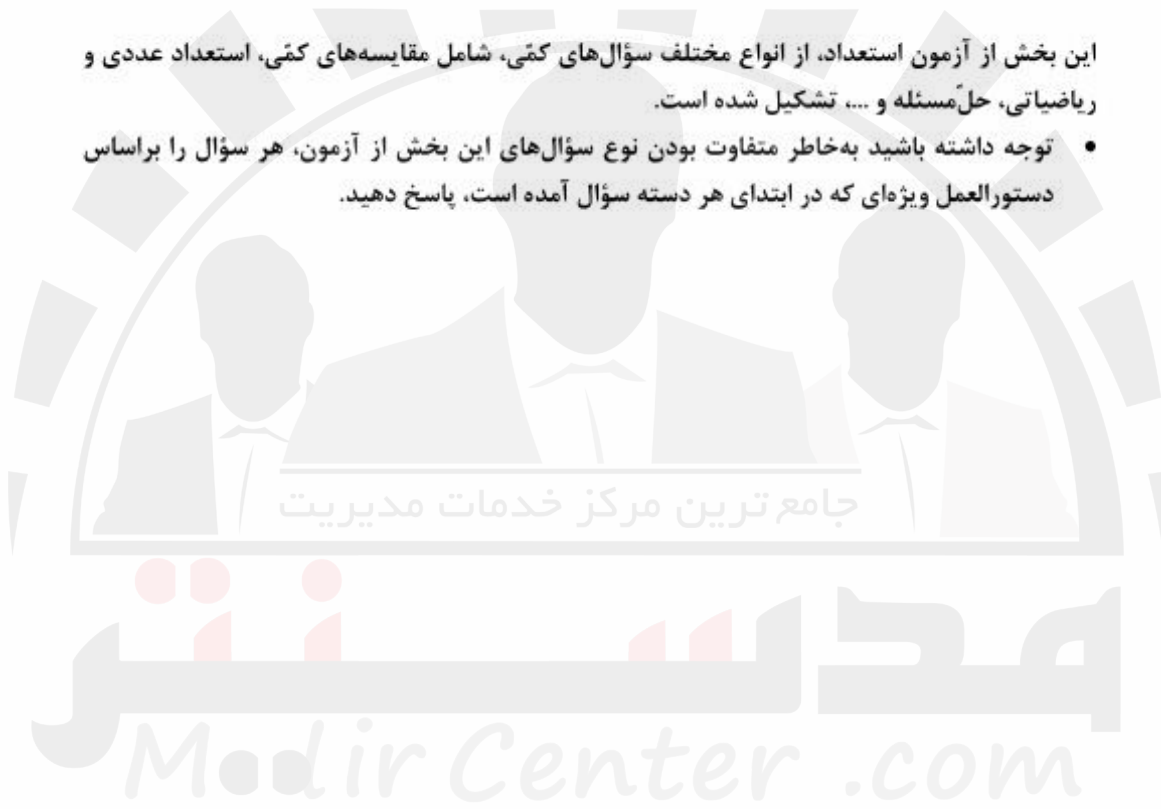 این بخش از آزمون استعداد، از انواع مختلف سؤال‌های کمّی، شامل مقایسه‌های کمّی، استعداد عددی و
ریاضیاتی، حلّ‌مسئله و ...، تشکیل شده است.
• توجه داشته باشید به‌خاطر متفاوت بودن نوع سؤال‌های این بخش از آزمون، هر سؤال را براساس
دستورالعمل ویژه‌ای که در ابتدای هر دسته سؤال آمده است، پاسخ دهید.
جامع ترین مرکز خدمات مدیریت
مدیر سنتر
Modir Center .com